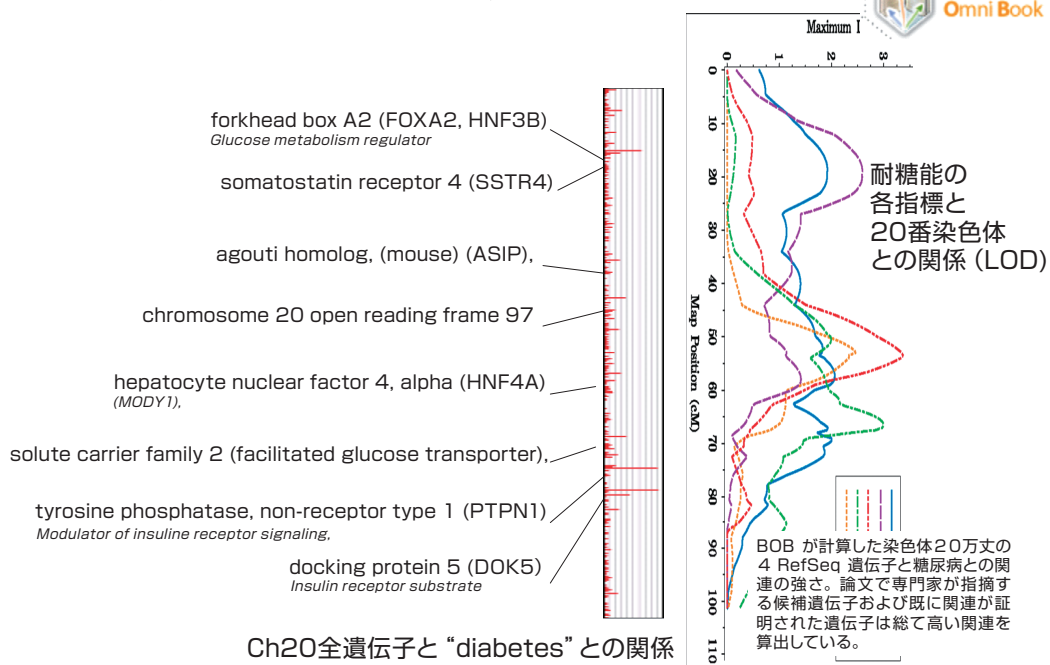 Omni Book
Maximum I
0 1 2 3
forkhead box A2 (FOXA2, HNF3B)
Glucose metabolism regulator
somatostatin receptor 4 (SSTR4)
agouti homolog, (mouse) (ASIP),
chromosome 20 open reading frame 97
hepatocyte nuclear factor 4, alpha (HNF4A)
(MODY1),
solute carrier family 2 (facilitated glucose transporter),
tyrosine phosphatase, non-receptor type 1 (PTPN1)
Modulator of insuline receptor signaling,
docking protein 5 (DOK5)
Insulin receptor substrate
Ch20全遺伝子と“diabetes”との関係
0
10
20
30
40
50
60
70
80
90
100
110
Map Position (cM)
耐糖能の
各指標と
20番染色体
との関係(LOD)
BOB が計算した染色体20万丈の
4 RefSeq 遺伝子と糖尿病との関
連の強さ。論文で専門家が指摘す
る候補遺伝子および既に関連が証
明された遺伝子は総て高い関連を
算出している。